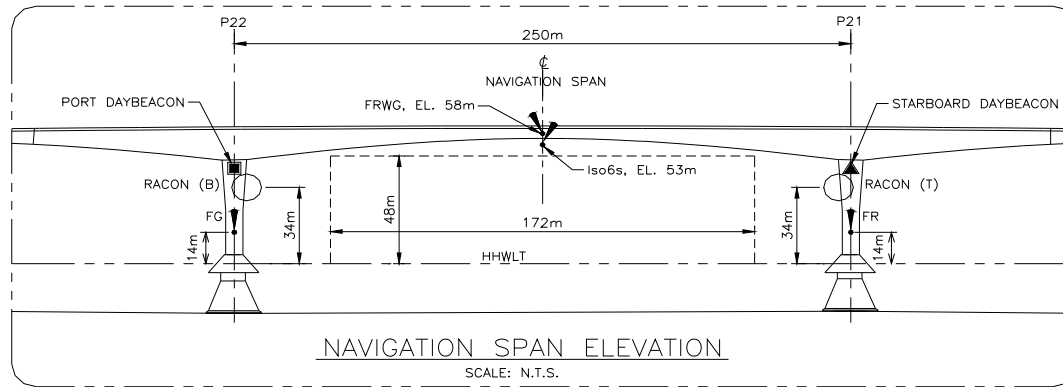 P22
P21
250m
℄
NAVIGATION SPAN
PORT DAYBEACON
FRWG, EL. 58m
STARBOARD DAYBEACON
Iso6s, EL. 53m
RACON (B)
RACON (T)
48m
34m
34m
FG
FR
172m
14m
14m
HHWLT
NAVIGATION SPAN ELEVATION
SCALE: N.T.S.